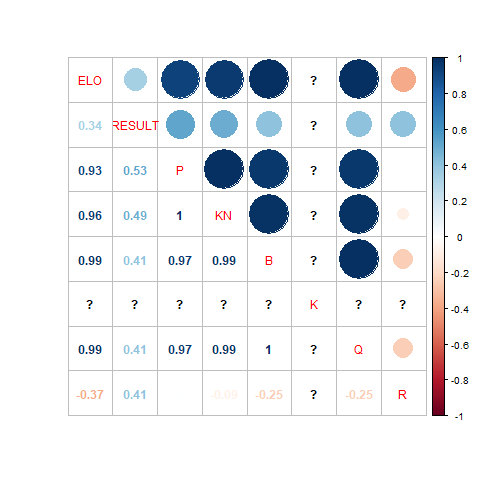 ELO ?
0.34 RESULT ?
0.93 0.53 P ?
0.96 0.49 1 KN ?
0.99 0.41 0.97 0.99 B ?
? ? ? ? ? K ? ?
0.99 0.41 0.97 0.99 1 ? Q
-0.37 0.41 -0.09 -0.25 ? -0.25 R
1
0.8
0.6
0.4
0.2
0
-0.2
-0.4
-0.6
-0.8
-1